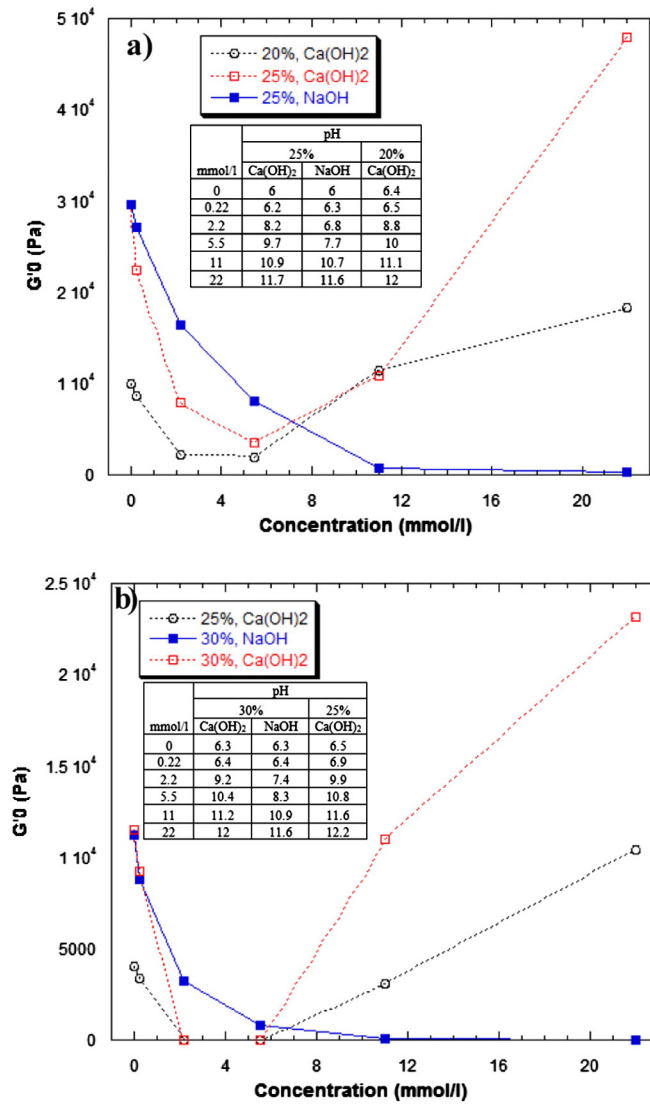 5 10⁴
a)
20%, Ca(OH)2
25%, Ca(OH)2
25%, NaOH
4 10⁴
pH
25% 20%
mmol/l Ca(OH)₂ NaOH Ca(OH)₂
0 6 6 6.4
0.22 6.2 6.3 6.5
2.2 8.2 6.8 8.8
5.5 9.7 7.7 10
11 10.9 10.7 11.1
22 11.7 11.6 12
3 10⁴
G'0 (Pa)
2 10⁴
1 10⁴
0
0 4 8 12 16 20
Concentration (mmol/l)
2.5 10⁴
b)
25%, Ca(OH)2
30%, NaOH
30%, Ca(OH)2
2 10⁴
pH
30% 25%
mmol/l Ca(OH)₂ NaOH Ca(OH)₂
0 6.3 6.3 6.5
0.22 6.4 6.4 6.9
2.2 9.2 7.4 9.9
5.5 10.4 8.3 10.8
11 11.2 10.9 11.6
22 12 11.6 12.2
1.5 10⁴
G'0 (Pa)
1 10⁴
5000
0
0 4 8 12 16 20
Concentration (mmol/l)